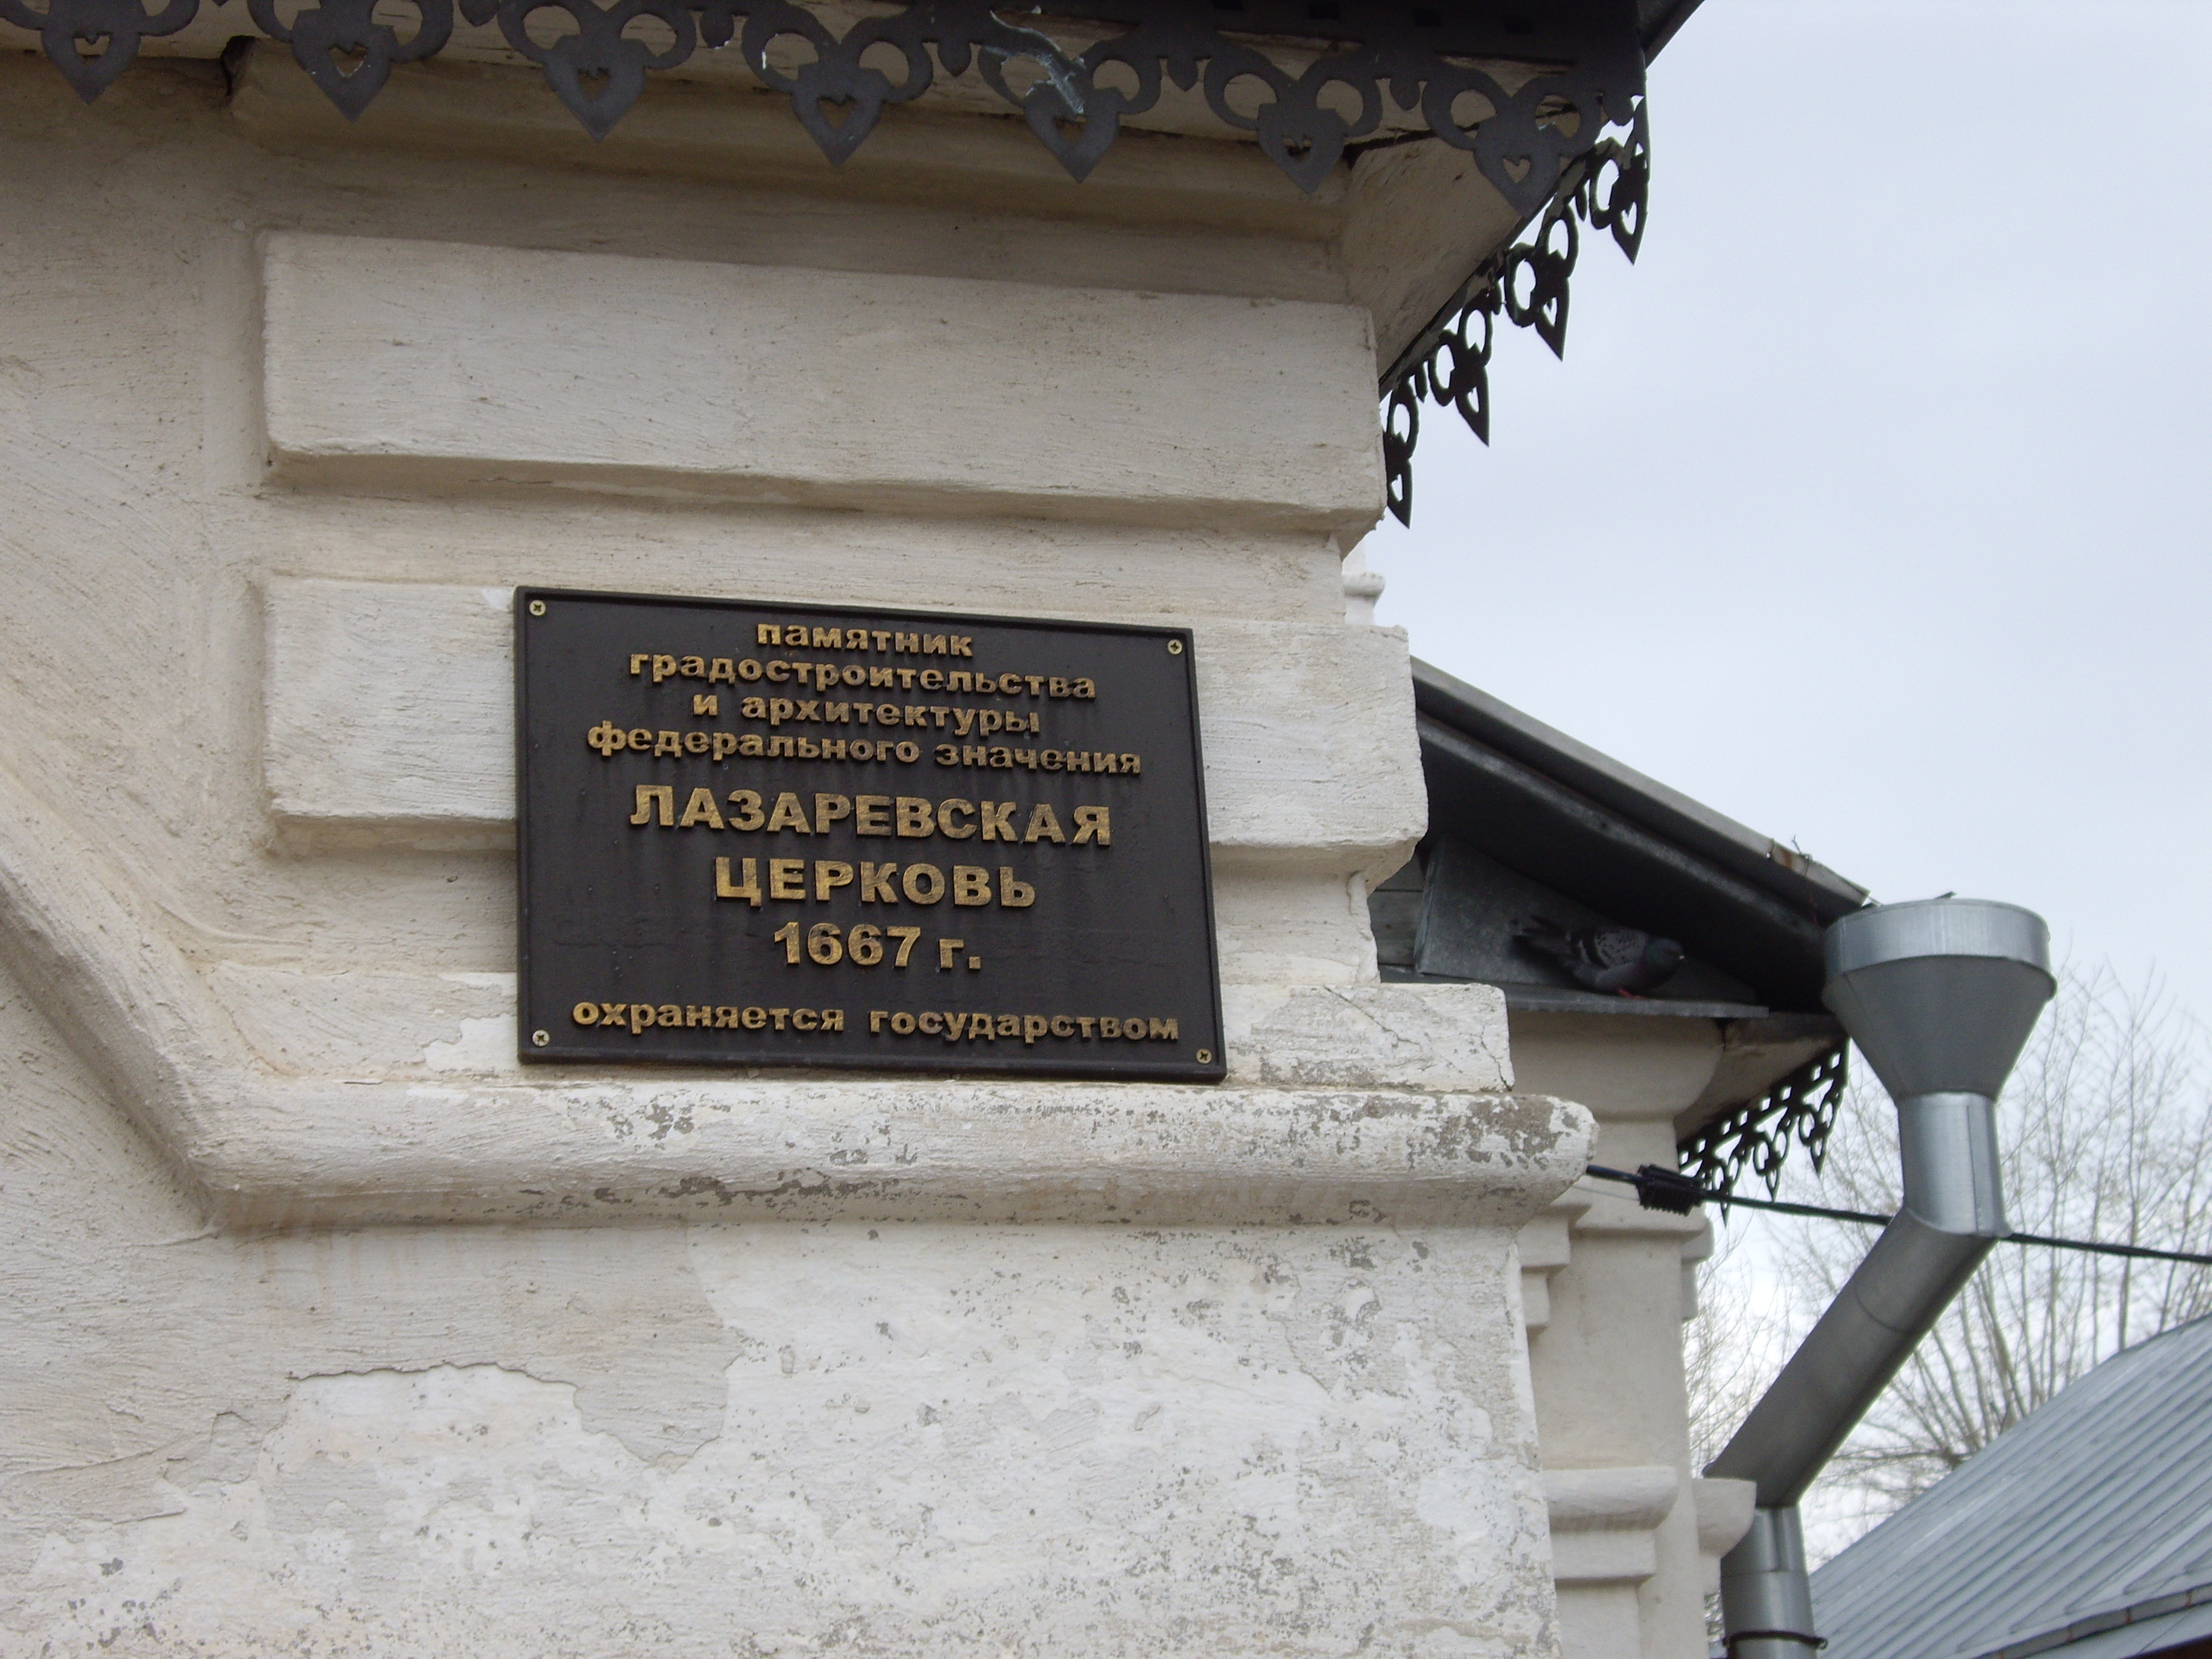 памятник
градостроительства
и архитектуры
федерального значения
ЛАЗАРЕВСКАЯ
ЦЕРКОВЬ
1667 г.
охраняется государством